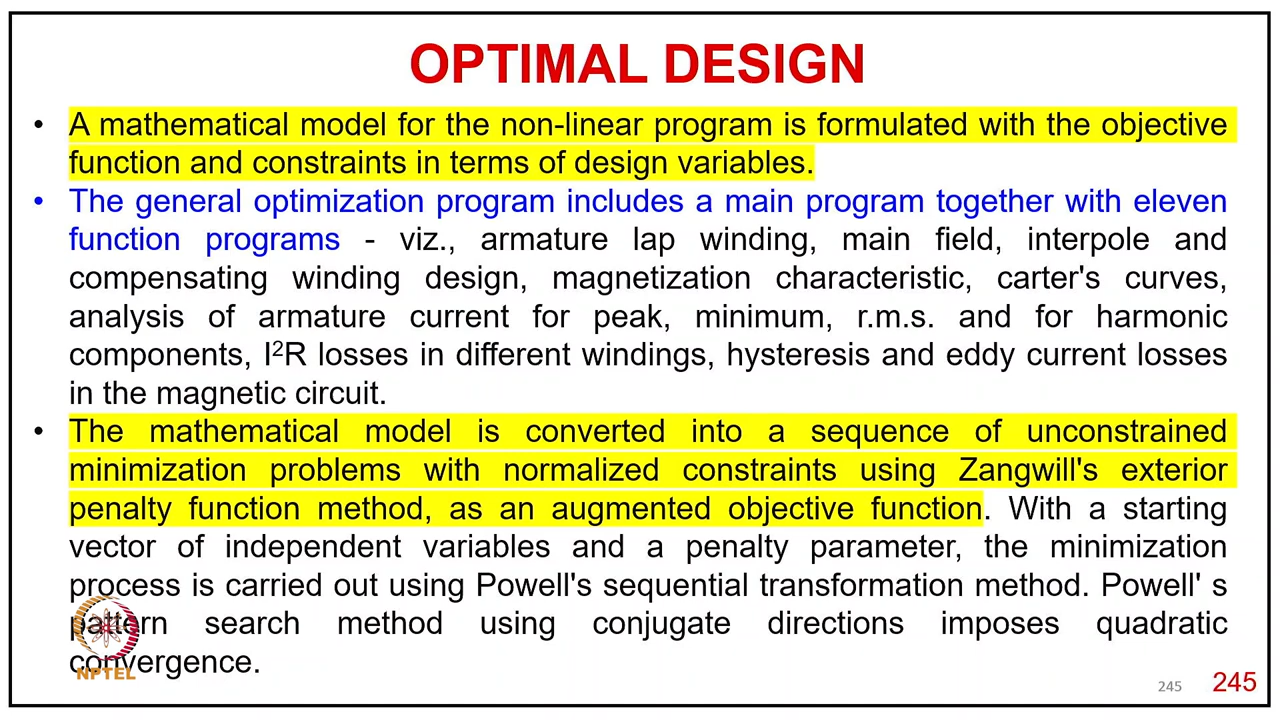 OPTIMAL DESIGN
• A mathematical model for the non-linear program is formulated with the objective
function and constraints in terms of design variables.
• The general optimization program includes a main program together with eleven
function programs - viz., armature lap winding, main field, interpole and
compensating winding design, magnetization characteristic, carter's curves,
analysis of armature current for peak, minimum, r.m.s. and for harmonic
components, I²R losses in different windings, hysteresis and eddy current losses
in the magnetic circuit.
• The mathematical model is converted into a sequence of unconstrained
minimization problems with normalized constraints using Zangwill's exterior
penalty function method, as an augmented objective function. With a starting
vector of independent variables and a penalty parameter, the minimization
process is carried out using Powell's sequential transformation method. Powell' s
pattern search method using conjugate directions imposes quadratic
convergence.
NPTEL
245 245